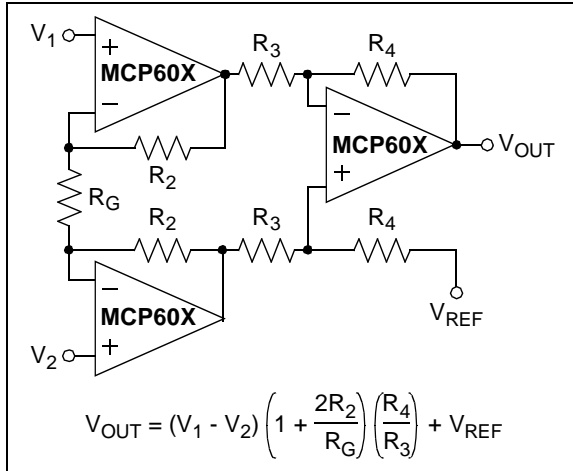 V1
+
MCP60X
−
R3
R4
R2
RG
−
MCP60X
+
VOUT
R2
R3
R4
−
MCP60X
+
V2
VREF
VOUT = (V1 - V2) (1 + 2R2/RG) (R4/R3) + VREF